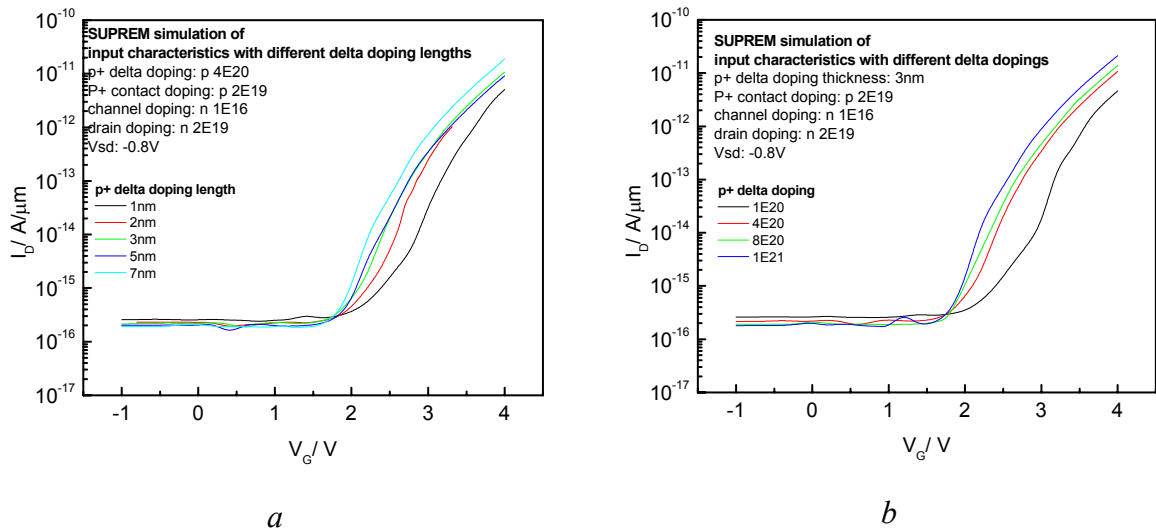 SUPREM simulation of
input characteristics with different delta doping lengths
p+ delta doping: p 4E20
P+ contact doping: p 2E19
channel doping: n 1E16
drain doping: n 2E19
Vsd: -0.8V
p+ delta doping length
1nm
2nm
3nm
5nm
7nm
10^-10
10^-11
10^-12
10^-13
10^-14
10^-15
10^-16
10^-17
I_D/ A/μm
-1 0 1 2 3 4
V_G/ V
a
SUPREM simulation of
input characteristics with different delta dopings
p+ delta doping thickness: 3nm
P+ contact doping: p 2E19
channel doping: n 1E16
drain doping: n 2E19
Vsd: -0.8V
p+ delta doping
1E20
4E20
8E20
1E21
10^-10
10^-11
10^-12
10^-13
10^-14
10^-15
10^-16
10^-17
I_D/ A/μm
-1 0 1 2 3 4
V_G/ V
b